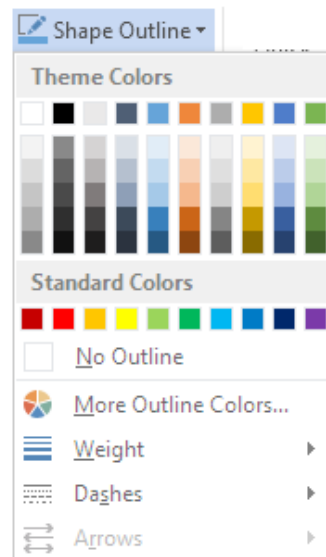 Shape Outline
Theme Colors
Standard Colors
No Outline
More Outline Colors...
Weight
Dashes
Arrows